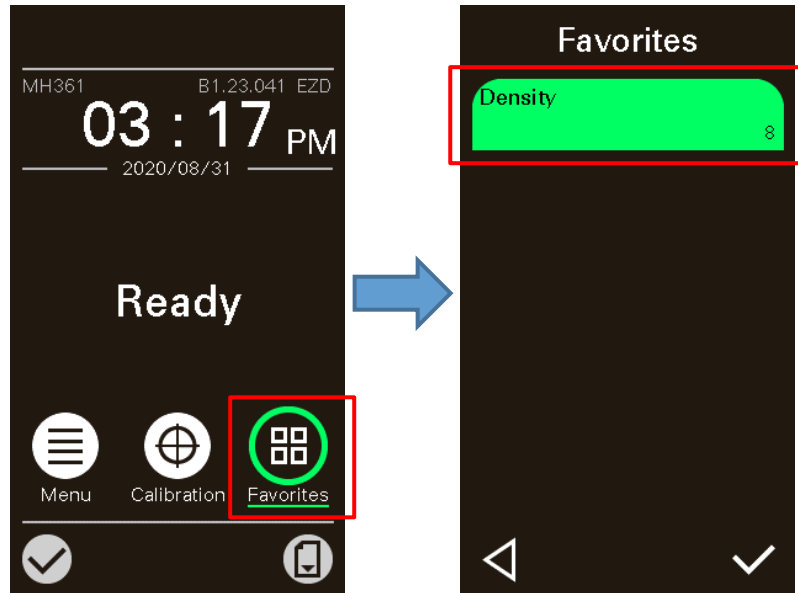 MH361 B1.23.041 EZD
03 : 17 PM
2020/08/31
Ready
Menu Calibration Favorites
Favorites
Density
8